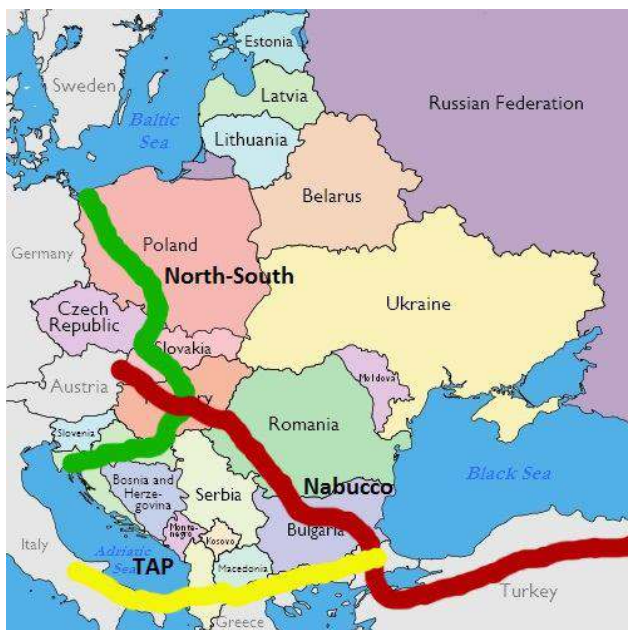 Sweden
Estonia
Latvia
Baltic
Sea
Lithuania
Russian Federation
Belarus
Germany
Poland
North-South
Czech
Republic
Ukraine
Slovakia
Austria
Moldova
Slovenia
Romania
Bosnia and
Herze-
govina
Serbia
Nabucco
Black Sea
Monte-
negro
Kosovo
Bulgaria
Italy
Adriatic
Sea
TAP
Macedonia
Turkey
Greece